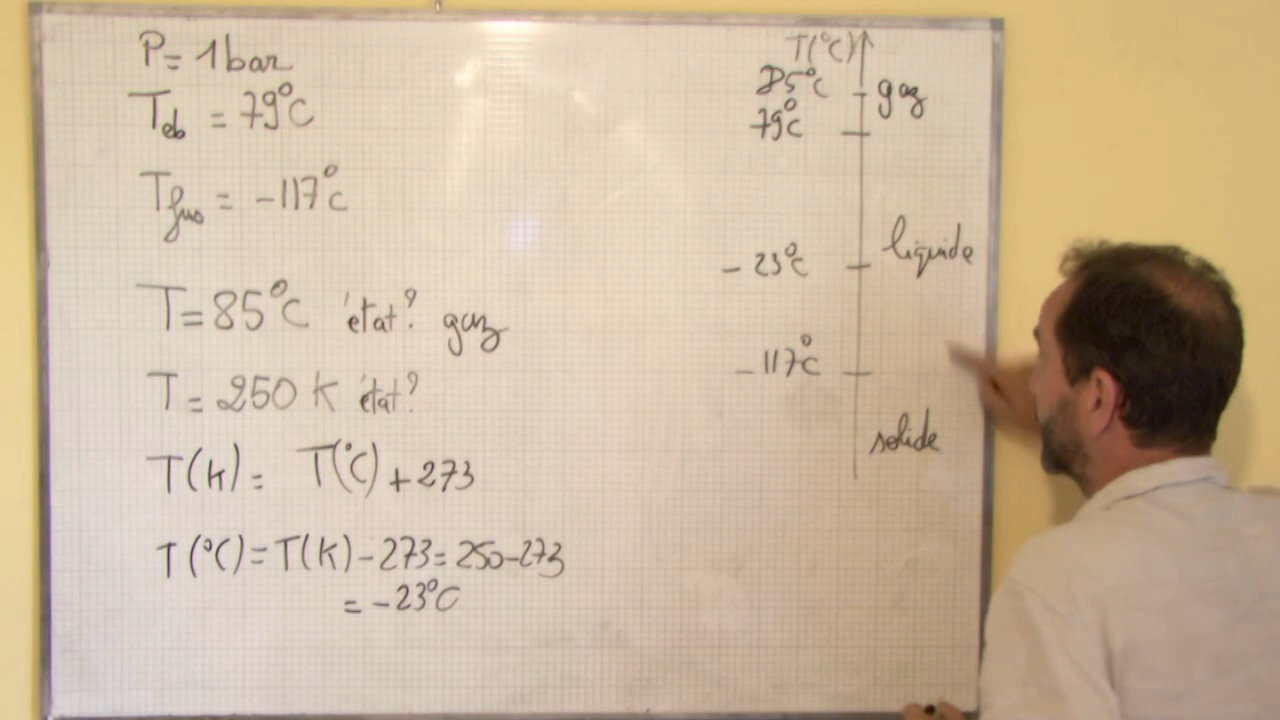 P = 1 bar
Teb = 79°C
Tfus = -117°C
T = 85°C état? gaz
T = 250 K état?
T(K) = T(°C) + 273
T(°C) = T(K) - 273 = 250 - 273
= -23°C
T(°C)
85°C gaz
79°C
- 23°C liquide
- 117°C
solide